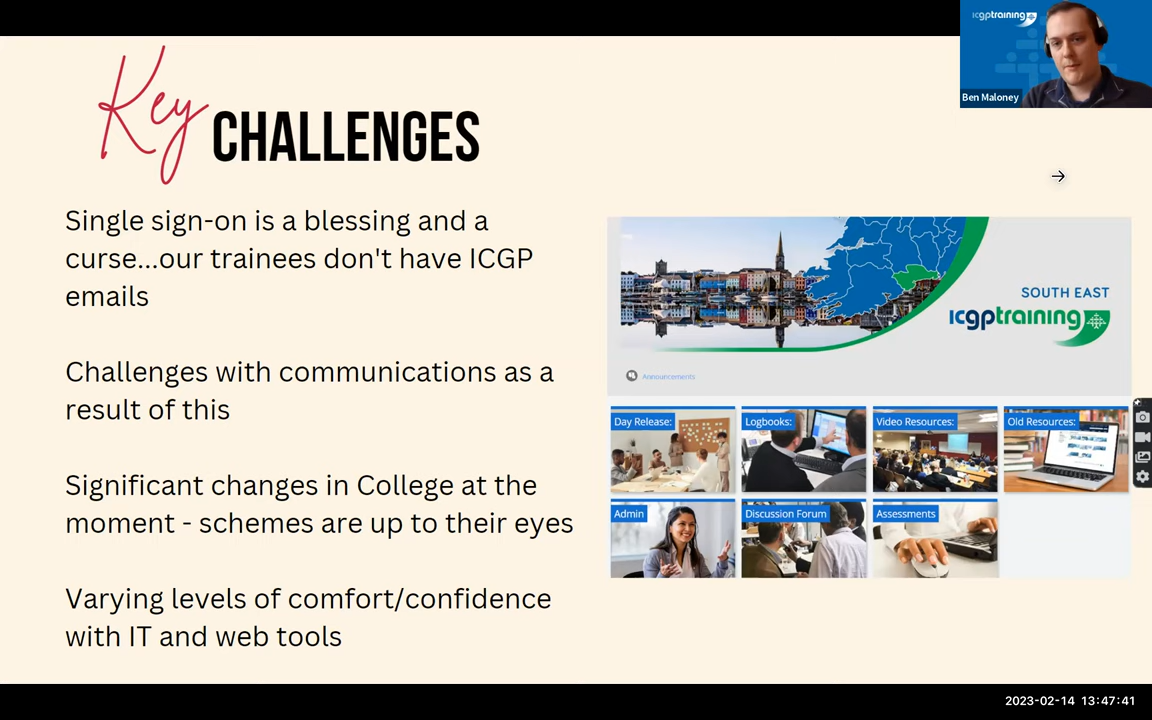 icgptraining
Ben Maloney
Key CHALLENGES
Single sign-on is a blessing and a
curse...our trainees don't have ICGP
emails
Challenges with communications as a
result of this
Significant changes in College at the
moment - schemes are up to their eyes
Varying levels of comfort/confidence
with IT and web tools
SOUTH EAST
icgptraining
Announcements
Day Release:
Logbooks:
Video Resources:
Old Resources:
Admin
Discussion Forum
Assessments
2023-02-14 13:47:41